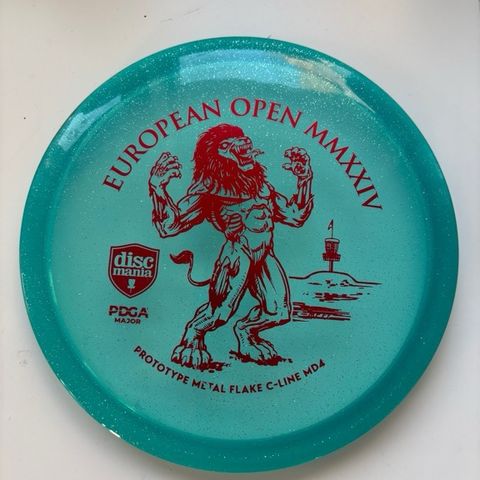 EUROPEAN OPEN MMXXIV
disc
mania
PDGA
MAJOR
PROTOTYPE METAL FLAKE C-LINE MD4